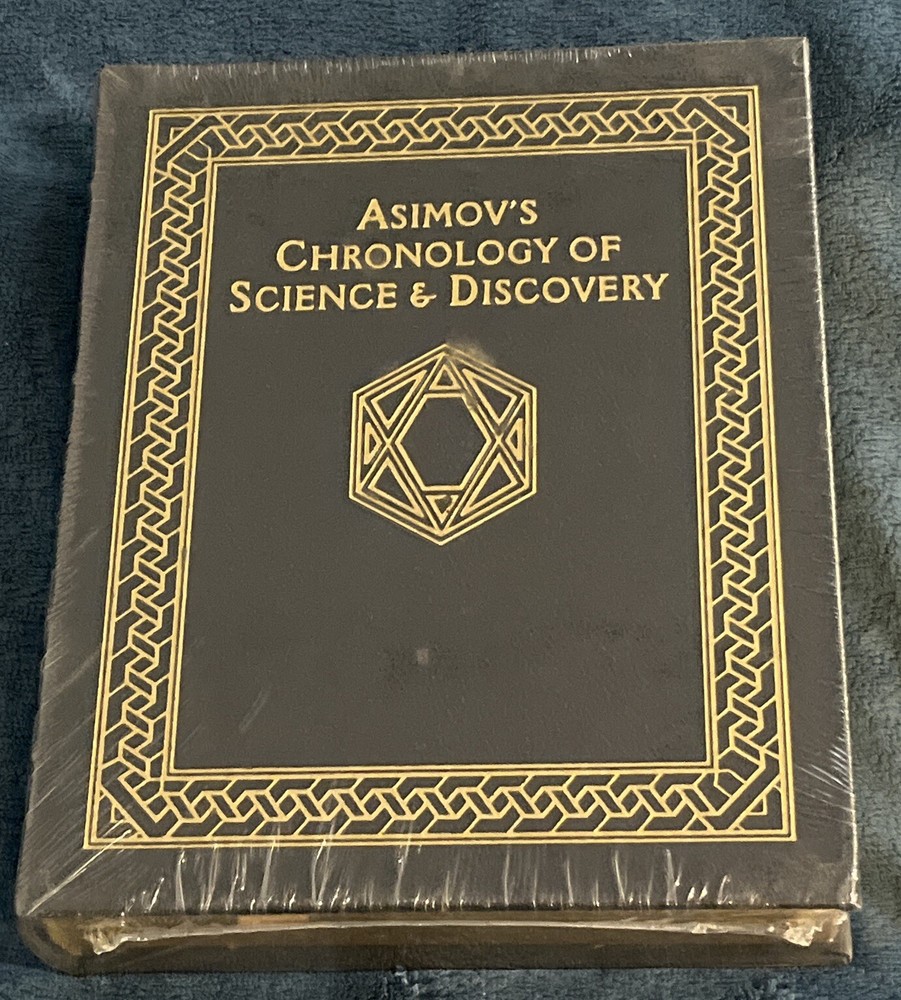 ASIMOV'S
CHRONOLOGY OF
SCIENCE & DISCOVERY